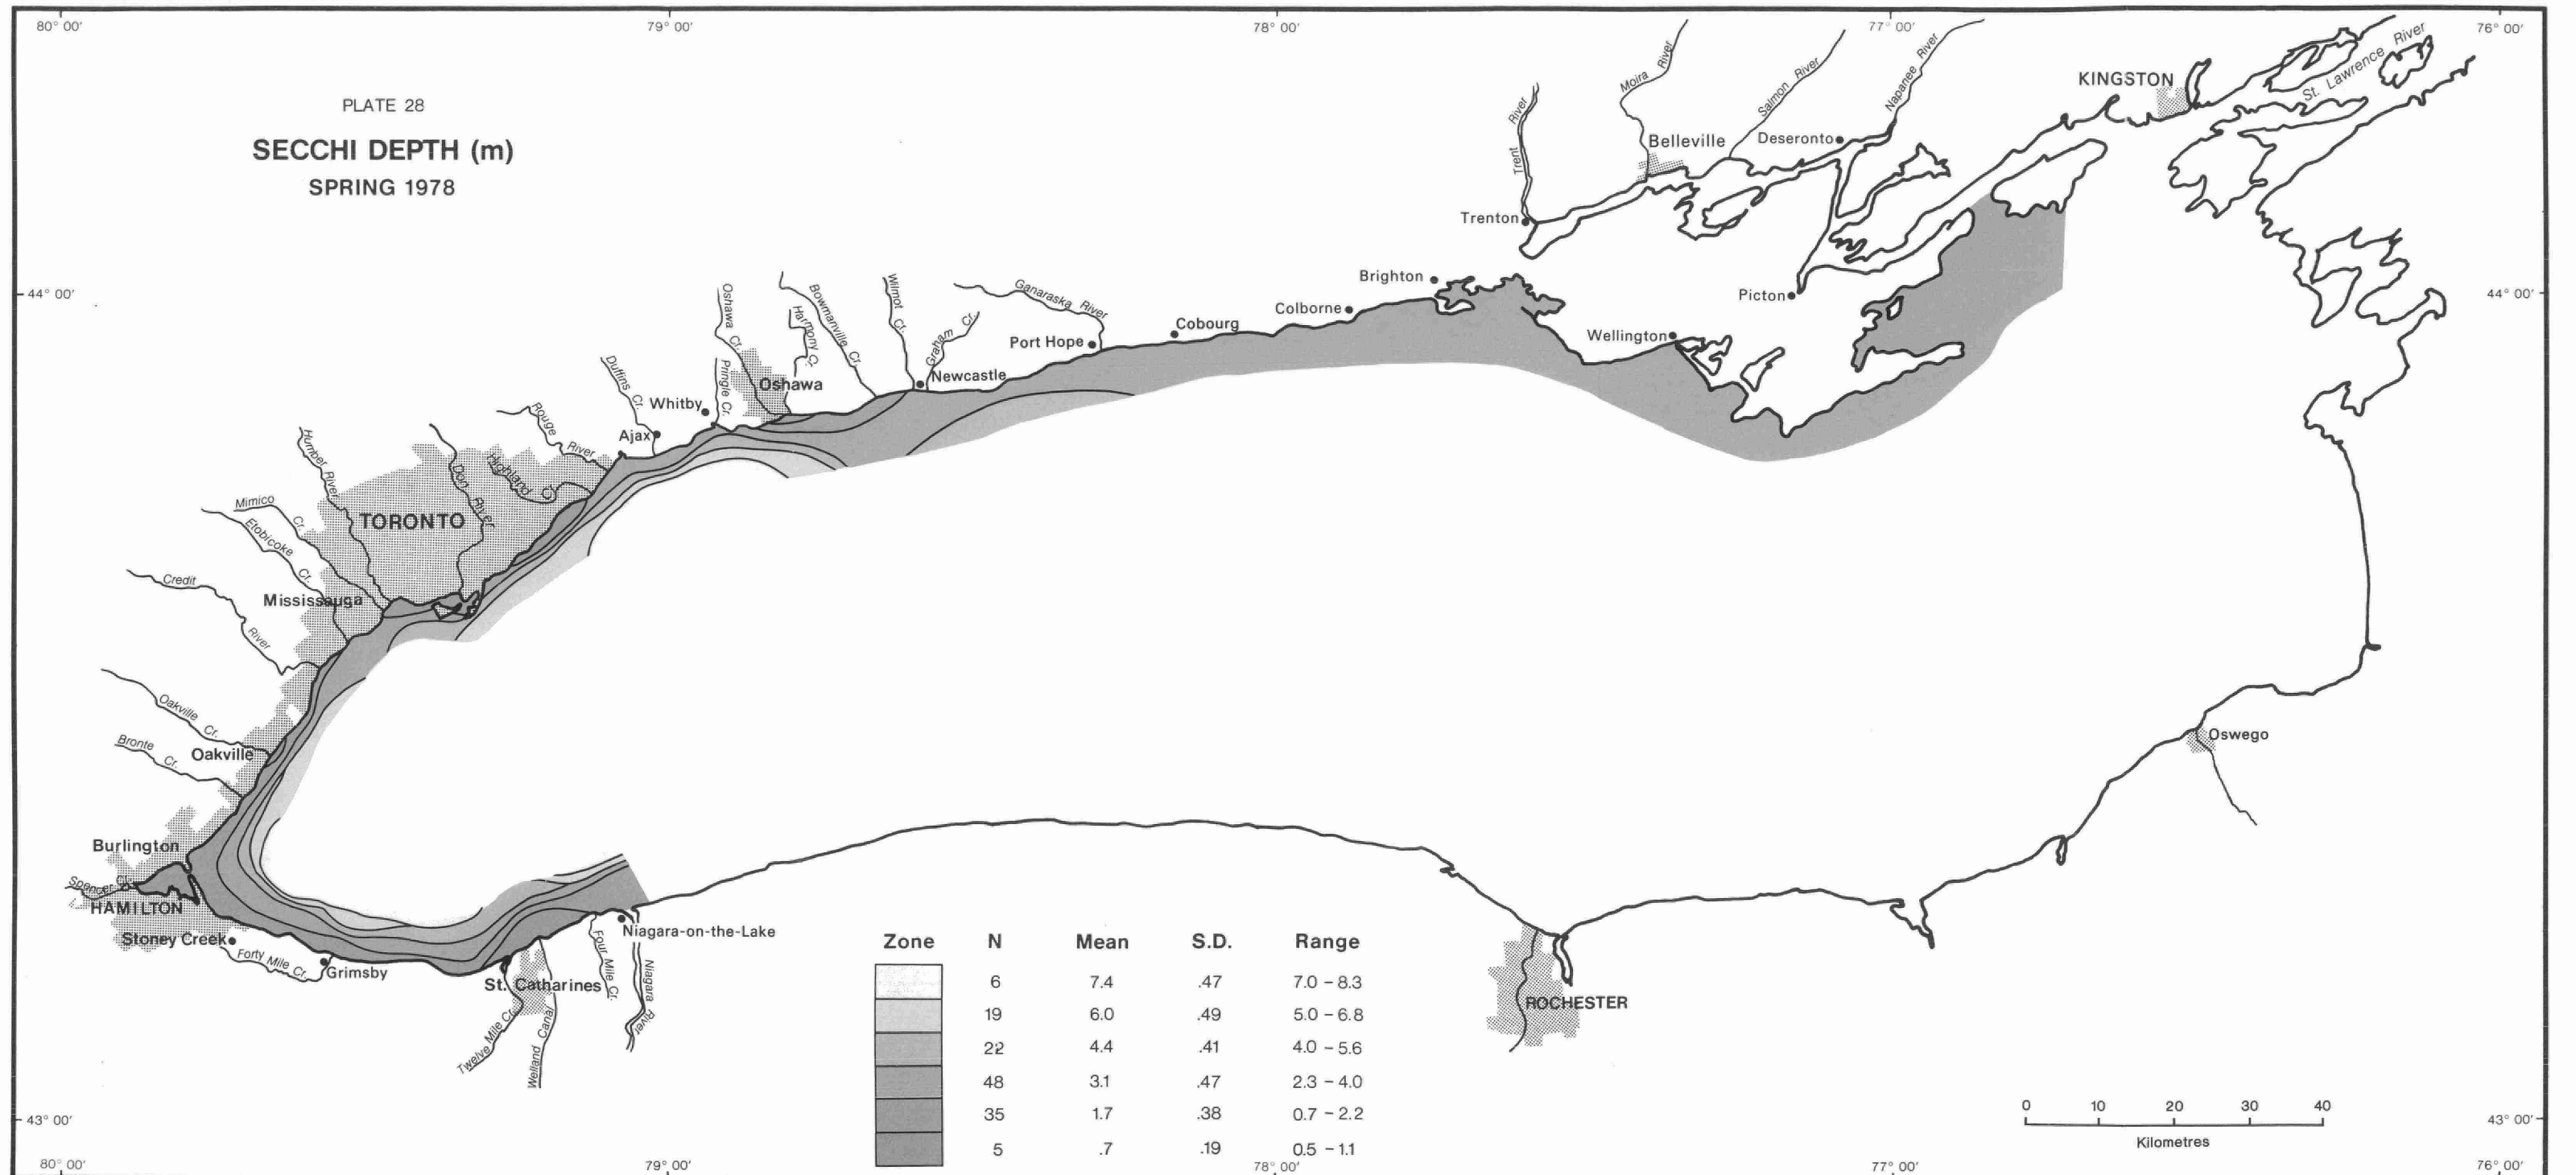 80° 00'
79° 00'
78° 00'
77° 00'
76° 00'
PLATE 28
SECCHI DEPTH (m)
SPRING 1978
KINGSTON
St. Lawrence River
Moira River
Salmon River
Napanee River
Trent River
Belleville
Deseronto
Trenton
44° 00'
44° 00'
Brighton
Picton
Colborne
Wellington
Cobourg
Port Hope
Ganaraska River
Graham Cr.
Wilmot Cr.
Newcastle
Bowmanville Cr.
Harmony Cr.
Oshawa Cr.
Oshawa
Pringle Cr.
Whitby
Duffins Cr.
Ajax
Rouge River
Highland Cr.
Don River
Humber River
TORONTO
Mimico Cr.
Etobicoke Cr.
Credit River
Mississauga
Oakville Cr.
Oakville
Bronte Cr.
Oswego
Burlington
Spencer Cr.
HAMILTON
Stoney Creek
Forty Mile Cr.
Grimsby
St. Catharines
Twelve Mile Cr.
Welland Canal
Four Mile Cr.
Niagara River
Niagara-on-the-Lake
ROCHESTER
Zone N Mean S.D. Range
6 7.4 .47 7.0 – 8.3
19 6.0 .49 5.0 – 6.8
22 4.4 .41 4.0 – 5.6
48 3.1 .47 2.3 – 4.0
35 1.7 .38 0.7 – 2.2
5 .7 .19 0.5 – 1.1
0 10 20 30 40
Kilometres
43° 00'
43° 00'
80° 00'
79° 00'
78° 00'
77° 00'
76° 00'